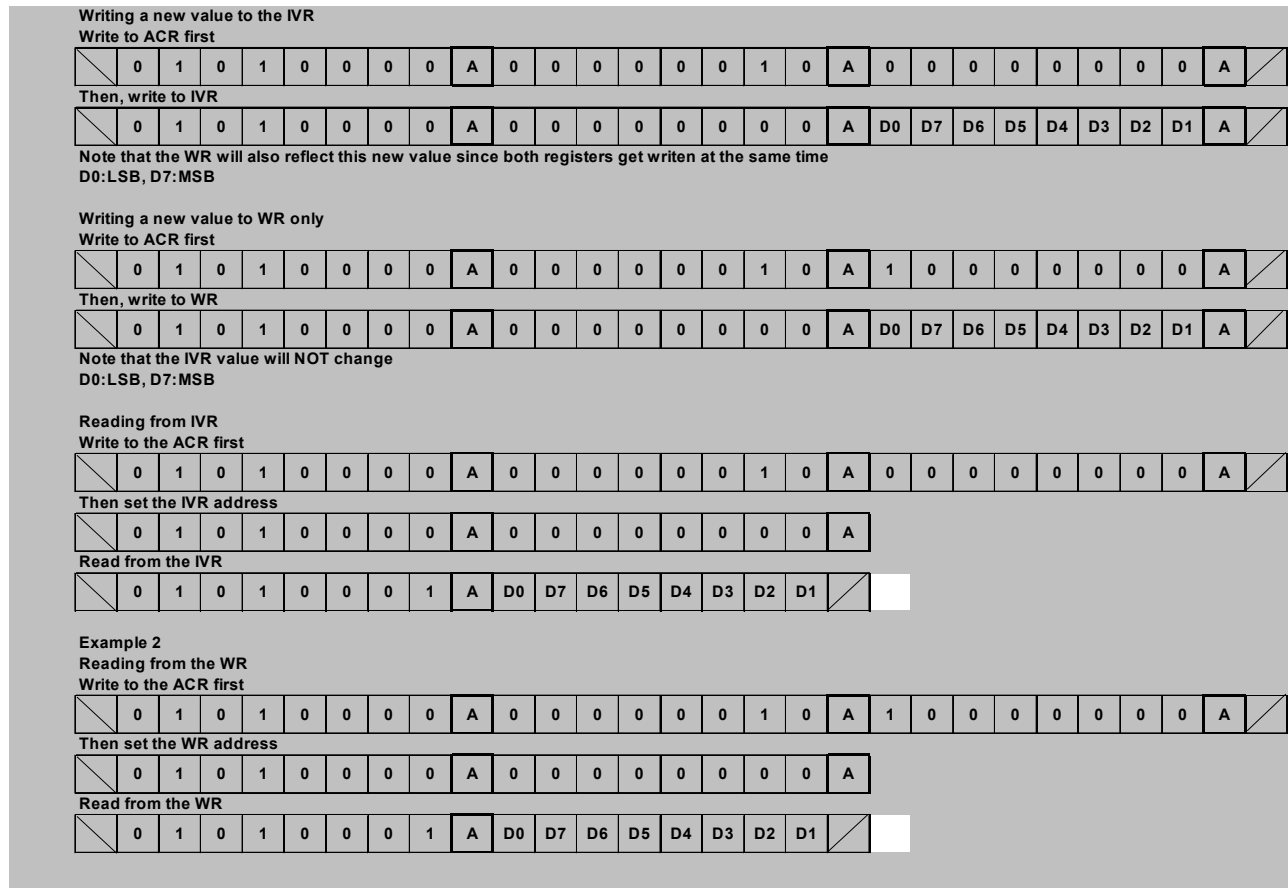 Writing a new value to the IVR
Write to ACR first
0 1 0 1 0 0 0 0 A 0 0 0 0 0 0 1 0 A 0 0 0 0 0 0 0 0 A
Then, write to IVR
0 1 0 1 0 0 0 0 A 0 0 0 0 0 0 0 0 A D0 D7 D6 D5 D4 D3 D2 D1 A
Note that the WR will also reflect this new value since both registers get writen at the same time
D0:LSB, D7:MSB
Writing a new value to WR only
Write to ACR first
0 1 0 1 0 0 0 0 A 0 0 0 0 0 0 1 0 A 1 0 0 0 0 0 0 0 A
Then, write to WR
0 1 0 1 0 0 0 0 A 0 0 0 0 0 0 0 0 A D0 D7 D6 D5 D4 D3 D2 D1 A
Note that the IVR value will NOT change
D0:LSB, D7:MSB
Reading from IVR
Write to the ACR first
0 1 0 1 0 0 0 0 A 0 0 0 0 0 0 1 0 A 0 0 0 0 0 0 0 0 A
Then set the IVR address
0 1 0 1 0 0 0 0 A 0 0 0 0 0 0 0 0 A
Read from the IVR
0 1 0 1 0 0 0 1 A D0 D7 D6 D5 D4 D3 D2 D1
Example 2
Reading from the WR
Write to the ACR first
0 1 0 1 0 0 0 0 A 0 0 0 0 0 0 1 0 A 1 0 0 0 0 0 0 0 A
Then set the WR address
0 1 0 1 0 0 0 0 A 0 0 0 0 0 0 0 0 A
Read from the WR
0 1 0 1 0 0 0 1 A D0 D7 D6 D5 D4 D3 D2 D1